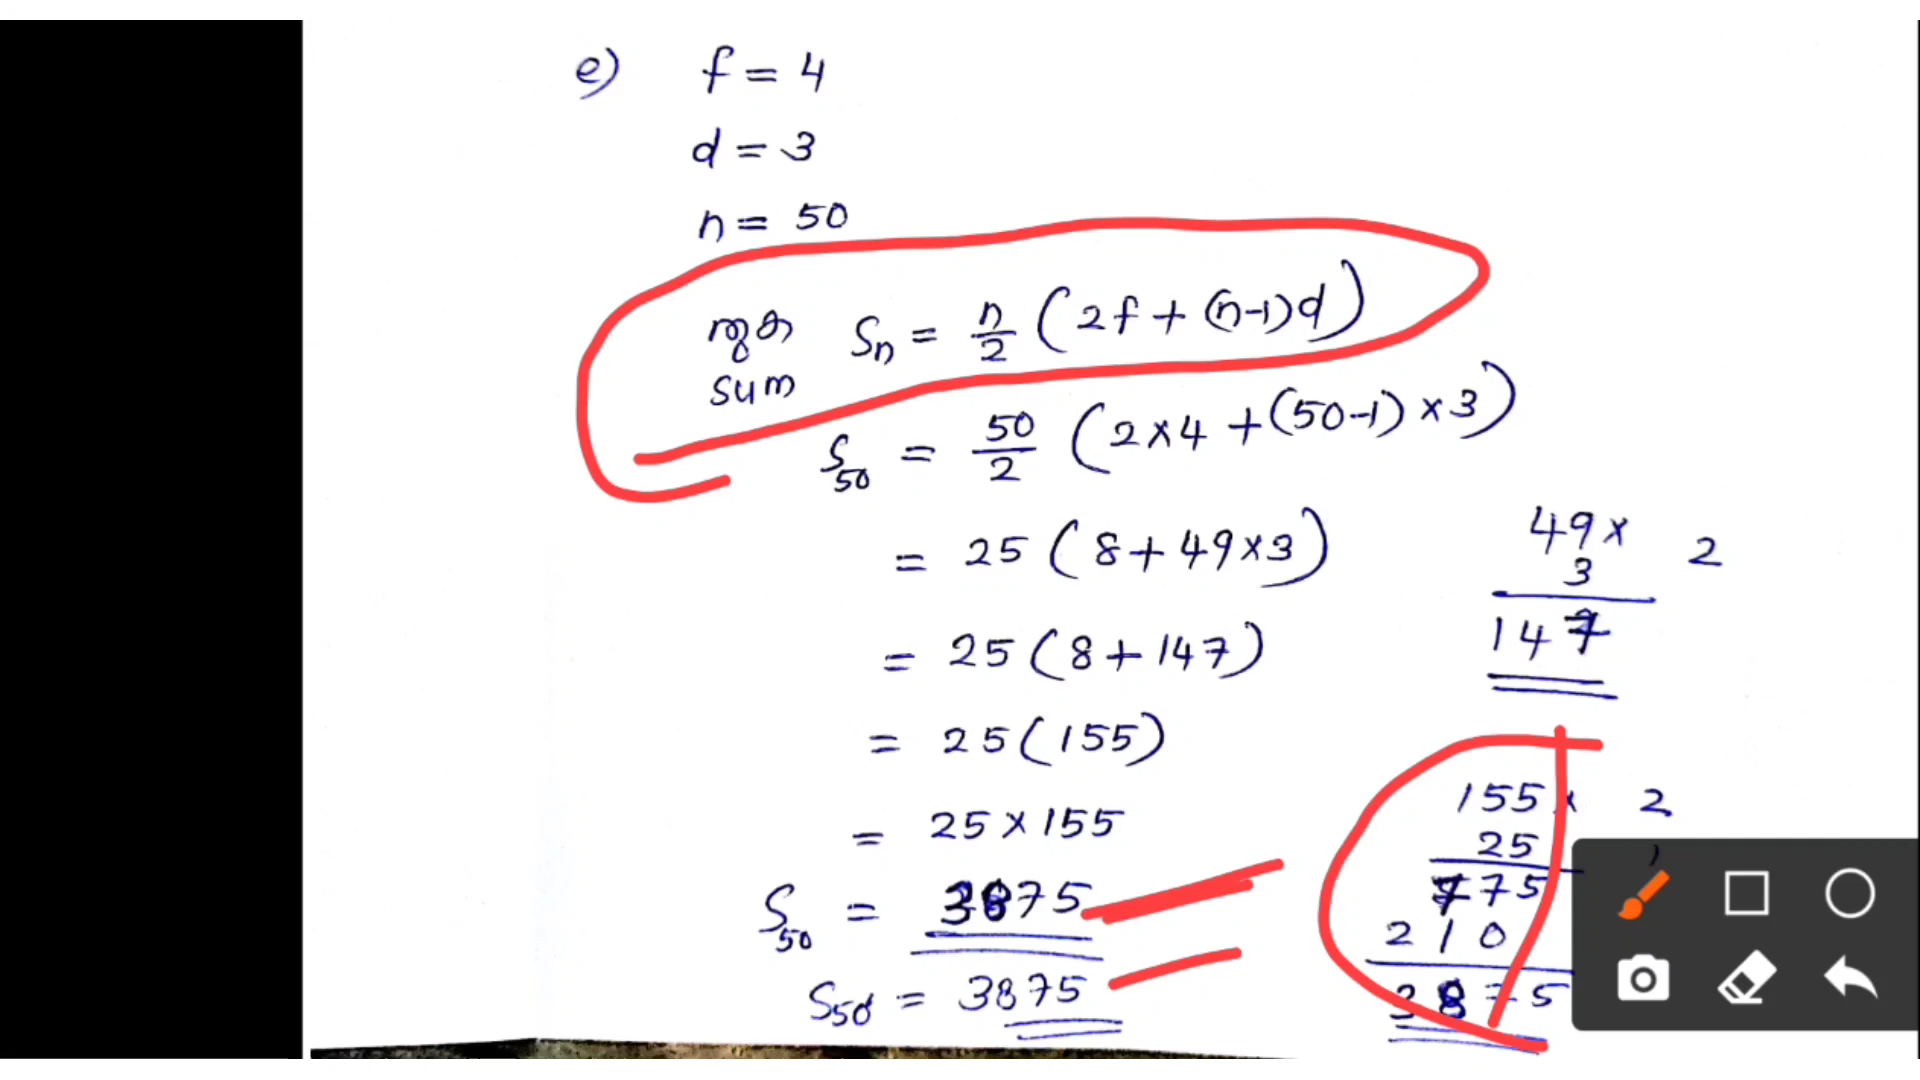 e) f = 4
d = 3
n = 50
തുക Sn = n/2 (2f + (n-1)d)
sum
S50 = 50/2 (2×4 + (50-1)×3)
= 25 (8 + 49×3)
= 25 (8 + 147)
= 25 (155)
= 25 × 155
S50 = 3875
S50 = 3875
49 × 2
3
147
155 × 2
25
775
210
3875